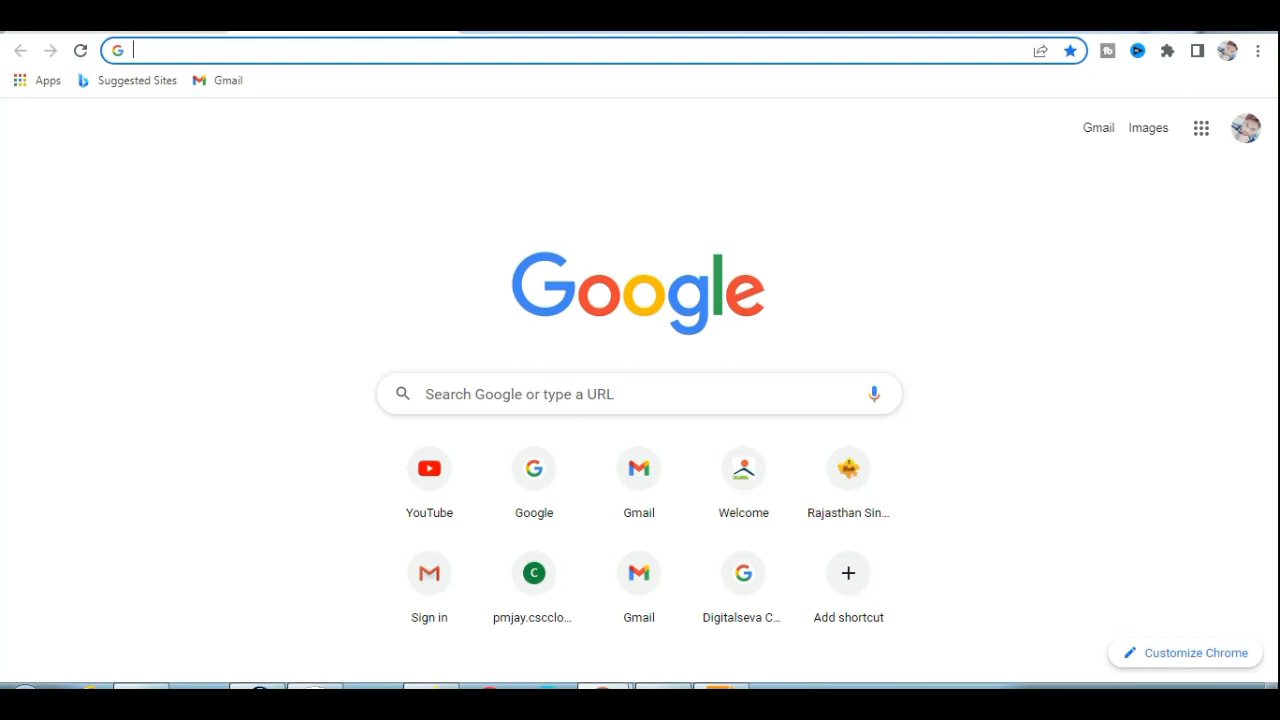 Apps Suggested Sites Gmail
Gmail Images
Google
Search Google or type a URL
YouTube Google Gmail Welcome Rajasthan Sin...
C
Sign in pmjay.cscclo... Gmail Digitalseva C... Add shortcut
Customize Chrome